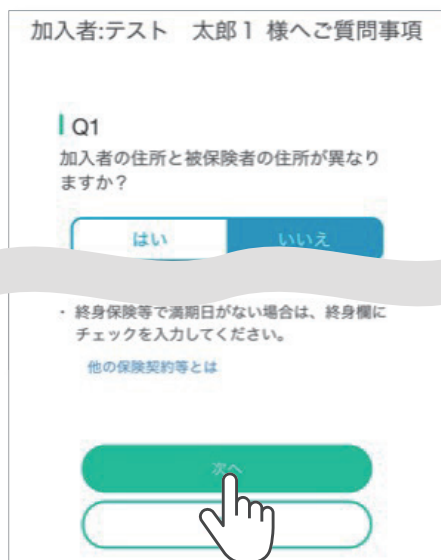 加入者:テスト　太郎1 様へご質問事項
Q1
加入者の住所と被保険者の住所が異なり
ますか？
はい
いいえ
・ 終身保険等で満期日がない場合は、終身欄に
チェックを入力してください。
他の保険契約等とは
次へ